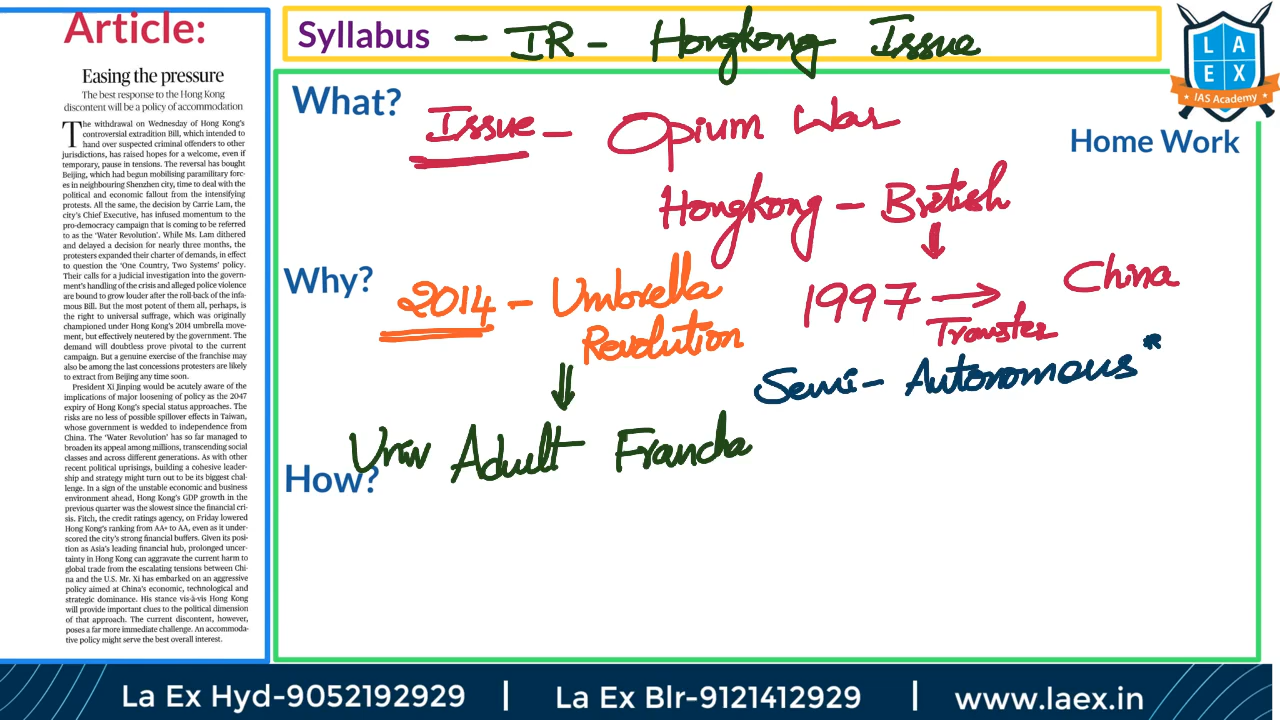 Article:
Easing the pressure
The best response to the Hong Kong
discontent will be a policy of accommodation
The withdrawal on Wednesday of Hong Kong's
controversial extradition Bill, which intended to
hand over suspected criminal offenders to other
jurisdictions, has raised hopes for a welcome, even if
temporary, pause in tensions. The reversal has bought
Beijing, which had begun mobilising paramilitary forc-
es in neighbouring Shenzhen city, time to deal with the
political and economic fallout from the intensifying
protests. All the same, the decision by Carrie Lam, the
city's Chief Executive, has infused momentum to the
pro-democracy campaign that is coming to be referred
to as the 'Water Revolution'. While Ms. Lam dithered
and delayed a decision for nearly three months, the
protesters expanded their charter of demands, in effect
to question the 'One Country, Two Systems' policy.
Their calls for a judicial investigation into the govern-
ment's handling of the crisis and alleged police violence
are bound to grow louder after the roll-back of the infa-
mous Bill. But the most potent of them all, perhaps, is
the right to universal suffrage, which was originally
championed under Hong Kong's 2014 umbrella move-
ment, but effectively neutered by the government. The
demand will doubtless prove pivotal to the current
campaign. But a genuine exercise of the franchise may
also be among the last concessions protesters are likely
to extract from Beijing any time soon.
President Xi Jinping would be acutely aware of the
implications of major loosening of policy as the 2047
expiry of Hong Kong's special status approaches. The
risks are no less of possible spillover effects in Taiwan,
whose government is wedded to independence from
China. The 'Water Revolution' has so far managed to
broaden its appeal among millions, transcending social
classes and across different generations. As with other
recent political uprisings, building a cohesive leader-
ship and strategy might turn out to be its biggest chal-
lenge. In a sign of the unstable economic and business
environment ahead, Hong Kong's GDP growth in the
previous quarter was the slowest since the financial cri-
sis. Fitch, the credit ratings agency, on Friday lowered
Hong Kong's ranking from AA+ to AA, even as it under-
scored the city's strong financial buffers. Given its posi-
tion as Asia's leading financial hub, prolonged uncer-
tainty in Hong Kong can aggravate the current harm to
global trade from the escalating tensions between Chi-
na and the U.S. Mr. Xi has embarked on an aggressive
policy aimed at China's economic, technological and
strategic dominance. His stance vis-à-vis Hong Kong
will provide important clues to the political dimension
of that approach. The current discontent, however,
poses a far more immediate challenge. An accommoda-
tive policy might serve the best overall interest.
Syllabus - IR - Hongkong Issue
LAEX
IAS Academy
What?
Home Work
Issue - Opium War
Hongkong - British
Why?
2014 - Umbrella
Revolution
1997 → China
Transfer
Semi-Autonomous*
Adult Francha
How?
La Ex Hyd-9052192929 | La Ex Blr-9121412929 | www.laex.in